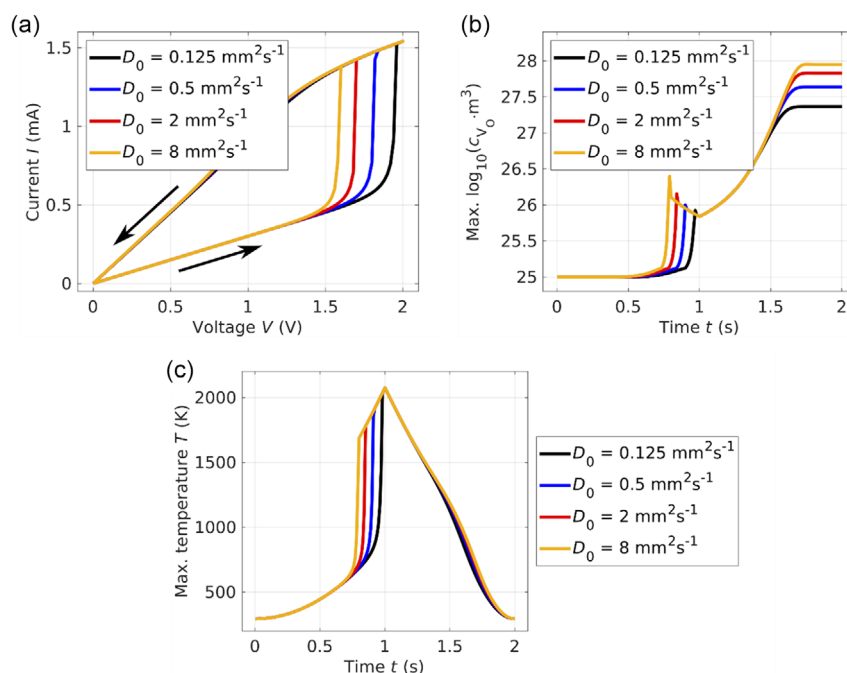 (a)
1.5
1
0.5
0
Current I (mA)
D₀ = 0.125 mm²s⁻¹
D₀ = 0.5 mm²s⁻¹
D₀ = 2 mm²s⁻¹
D₀ = 8 mm²s⁻¹
0 0.5 1 1.5 2
Voltage V (V)
(b)
28
27.5
27
26.5
26
25.5
25
Max. log₁₀(c_{V_O}·m³)
D₀ = 0.125 mm²s⁻¹
D₀ = 0.5 mm²s⁻¹
D₀ = 2 mm²s⁻¹
D₀ = 8 mm²s⁻¹
0 0.5 1 1.5 2
Time t (s)
(c)
2000
1500
1000
500
Max. temperature T (K)
0 0.5 1 1.5 2
Time t (s)
D₀ = 0.125 mm²s⁻¹
D₀ = 0.5 mm²s⁻¹
D₀ = 2 mm²s⁻¹
D₀ = 8 mm²s⁻¹